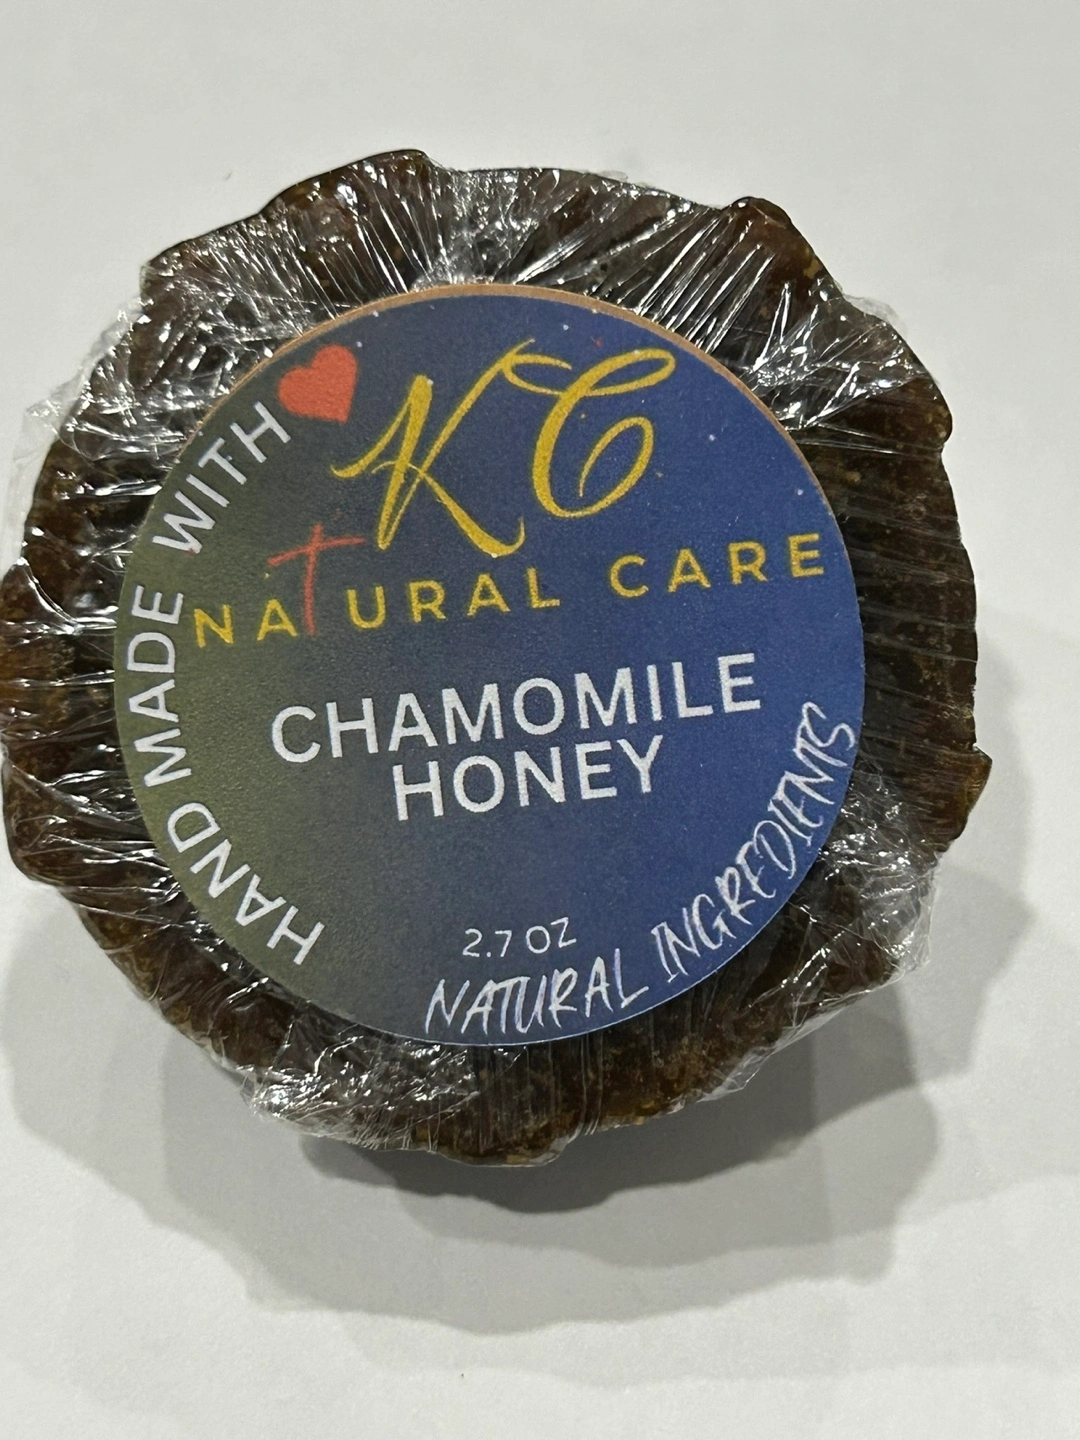 HAND MADE WITH
KC
NATURAL CARE
CHAMOMILE
HONEY
2.7 OZ
NATURAL INGREDIENTS